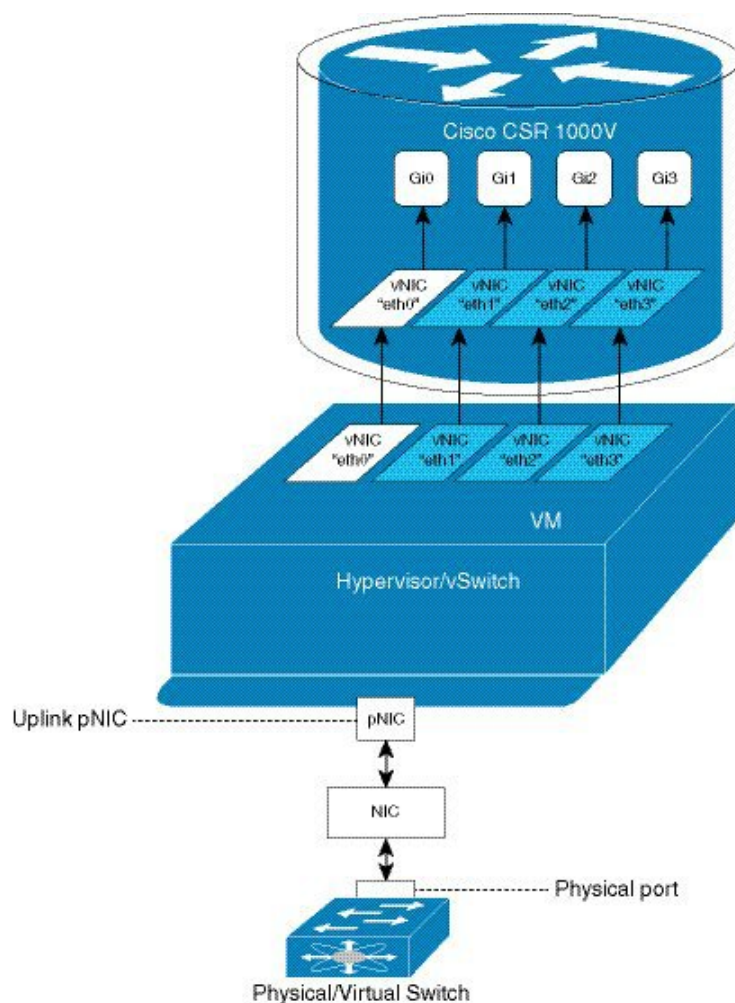 Cisco CSR 1000V
Gi0 Gi1 Gi2 Gi3
vNIC vNIC vNIC vNIC
"eth0" "eth1" "eth2" "eth3"
vNIC vNIC vNIC vNIC
"eth0" "eth1" "eth2" "eth3"
VM
Hypervisor/vSwitch
Uplink pNIC pNIC
NIC
Physical port
Physical/Virtual Switch